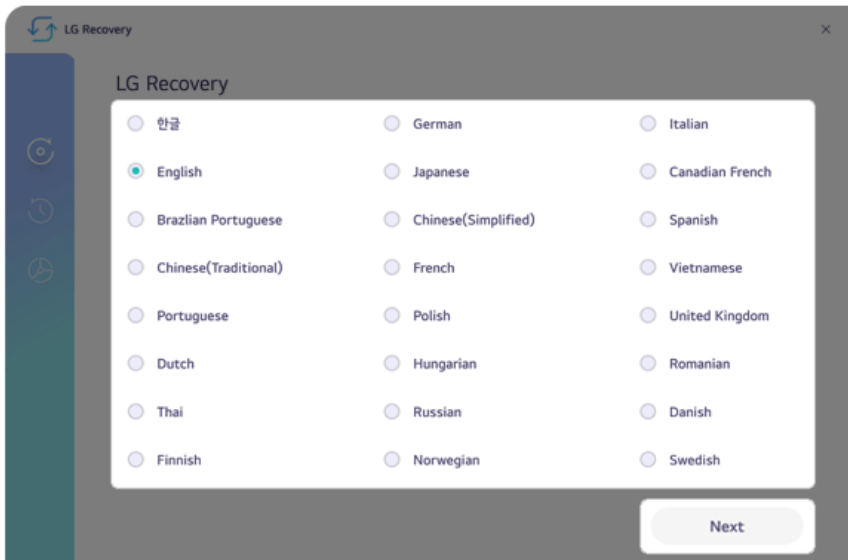 LG Recovery
LG Recovery
한글 German Italian
English Japanese Canadian French
Brazlian Portuguese Chinese(Simplified) Spanish
Chinese(Traditional) French Vietnamese
Portuguese Polish United Kingdom
Dutch Hungarian Romanian
Thai Russian Danish
Finnish Norwegian Swedish
Next